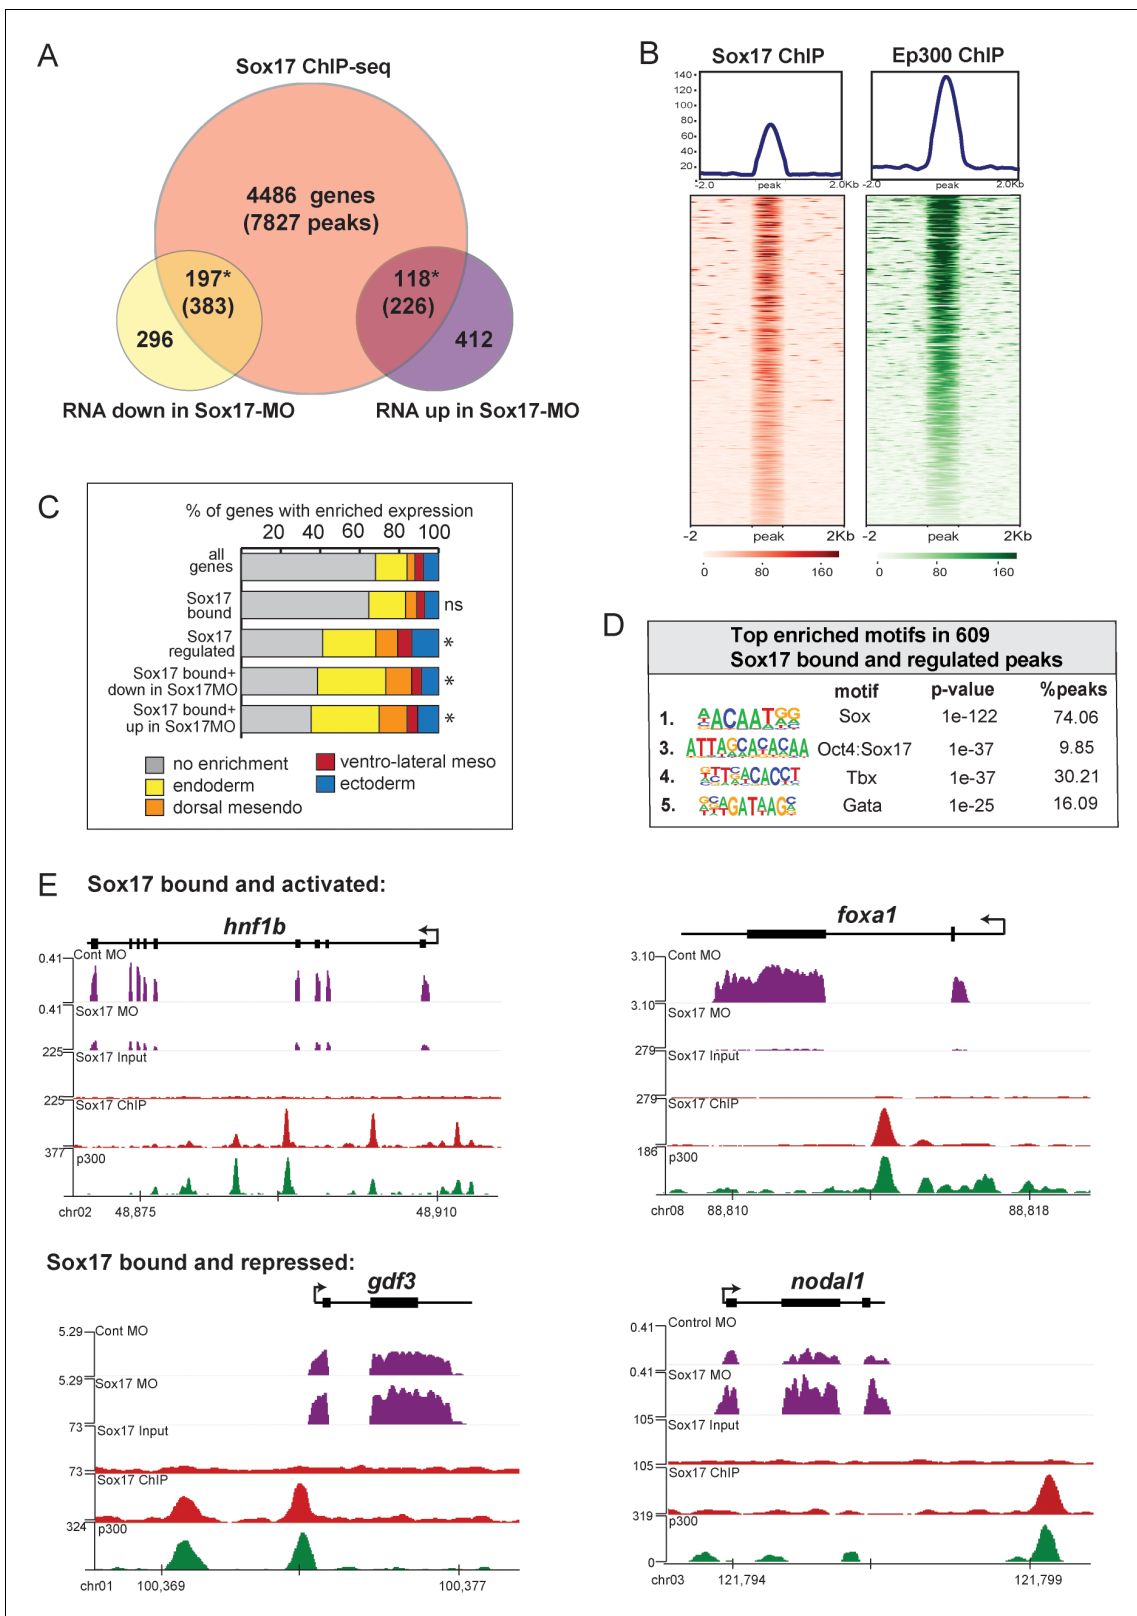 A
Sox17 ChIP-seq
4486 genes
(7827 peaks)
197*
(383)
118*
(226)
296
412
RNA down in Sox17-MO
RNA up in Sox17-MO
B
Sox17 ChIP
Ep300 ChIP
140
120
100
80
60
40
20
-2.0
peak
2.0Kb
-2.0
peak
2.0Kb
-2
peak
2Kb
-2
peak
2Kb
0
80
160
0
80
160
C
% of genes with enriched expression
20
40
60
80
100
all
genes
Sox17
bound
ns
Sox17
regulated
*
Sox17 bound+
down in Sox17MO
*
Sox17 bound+
up in Sox17MO
*
no enrichment
endoderm
dorsal mesendo
ventro-lateral meso
ectoderm
D
Top enriched motifs in 609
Sox17 bound and regulated peaks
motif
p-value
%peaks
1.
ACAAT
Sox
1e-122
74.06
3.
ATTAGCACACAA
Oct4:Sox17
1e-37
9.85
4.
ACACCT
Tbx
1e-37
30.21
5.
GATAAG
Gata
1e-25
16.09
E
Sox17 bound and activated:
hnf1b
0.41
Cont MO
0.41
Sox17 MO
225
Sox17 Input
225
Sox17 ChIP
377
p300
chr02
48,875
48,910
foxa1
3.10
Cont MO
3.10
Sox17 MO
279
Sox17 Input
279
Sox17 ChIP
186
p300
chr08
88,810
88,818
Sox17 bound and repressed:
gdf3
5.29
Cont MO
5.29
Sox17 MO
73
Sox17 Input
73
Sox17 ChIP
324
p300
chr01
100,369
100,377
nodal1
0.41
Control MO
0.41
Sox17 MO
105
Sox17 Input
105
Sox17 ChIP
319
p300
0
chr03
121,794
121,799